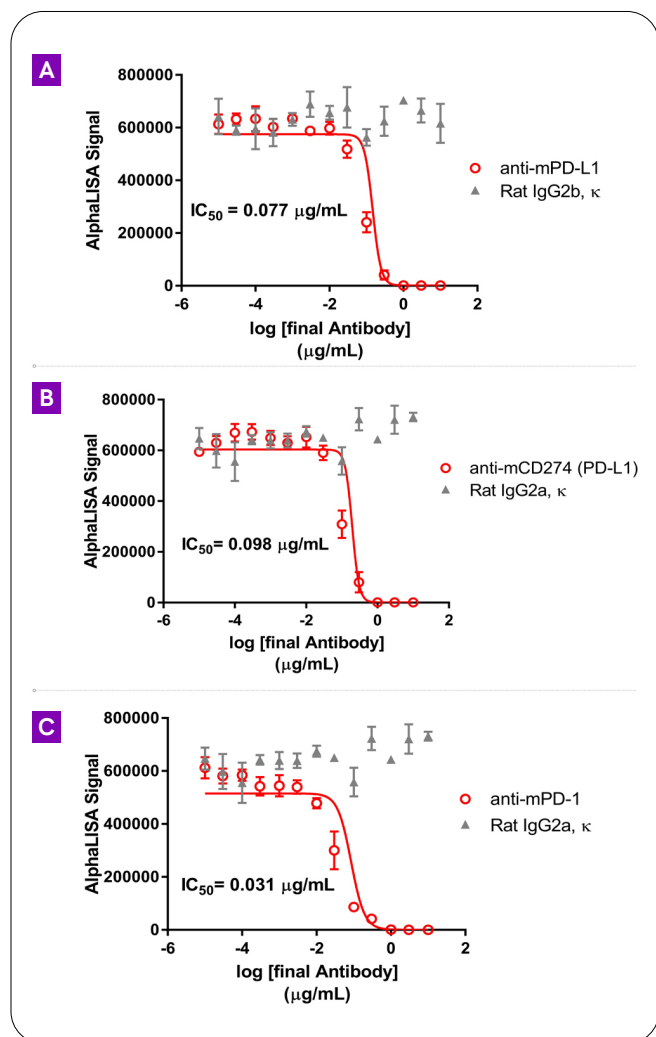 A
AlphaLISA Signal
800000
600000
400000
200000
0
-6 -4 -2 0 2
IC50 = 0.077 μg/mL
anti-mPD-L1
Rat IgG2b, κ
log [final Antibody]
(μg/mL)
B
AlphaLISA Signal
800000
600000
400000
200000
0
-6 -4 -2 0 2
IC50= 0.098 μg/mL
anti-mCD274 (PD-L1)
Rat IgG2a, κ
log [final Antibody]
(μg/mL)
C
AlphaLISA Signal
800000
600000
400000
200000
0
-6 -4 -2 0 2
IC50= 0.031 μg/mL
anti-mPD-1
Rat IgG2a, κ
log [final Antibody]
(μg/mL)